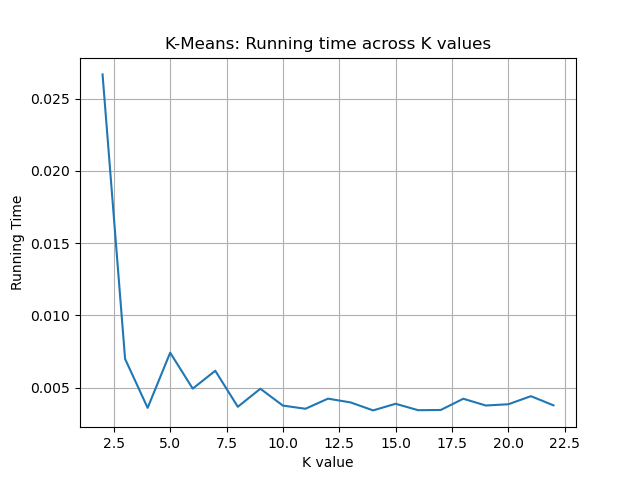 K-Means: Running time across K values
Running Time
0.025
0.020
0.015
0.010
0.005
2.5 5.0 7.5 10.0 12.5 15.0 17.5 20.0 22.5
K value